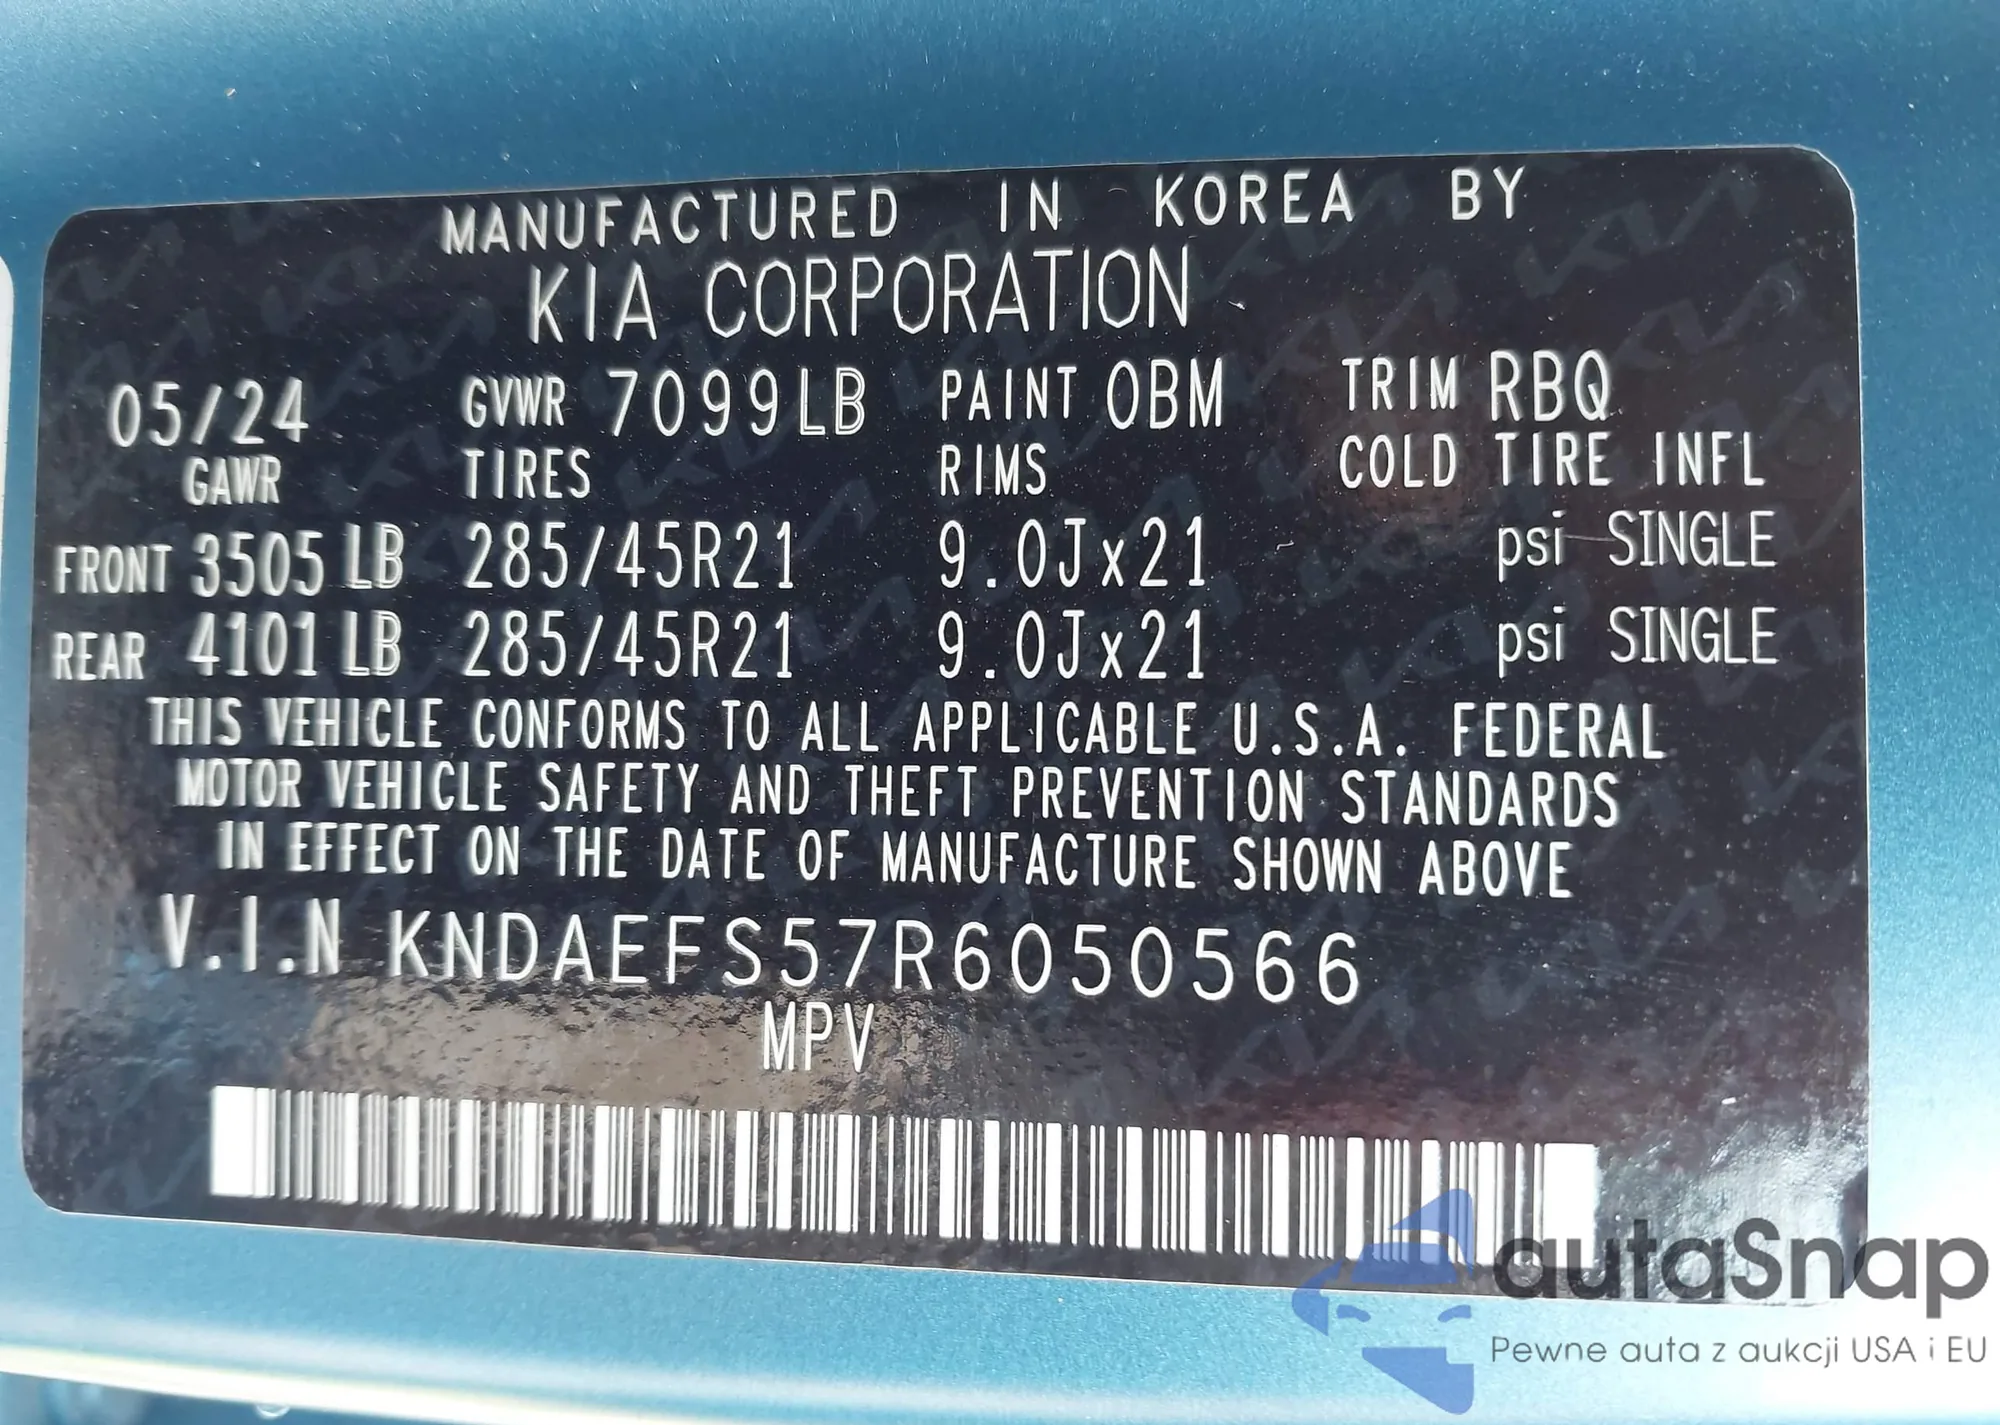 MANUFACTURED IN KOREA BY
KIA CORPORATION
05/24 GVWR 7099LB PAINT OBM TRIM RBQ
GAWR TIRES RIMS COLD TIRE INFL
FRONT 3505 LB 285/45R21 9.0Jx21 psi SINGLE
REAR 4101 LB 285/45R21 9.0Jx21 psi SINGLE
THIS VEHICLE CONFORMS TO ALL APPLICABLE U.S.A. FEDERAL
MOTOR VEHICLE SAFETY AND THEFT PREVENTION STANDARDS
IN EFFECT ON THE DATE OF MANUFACTURE SHOWN ABOVE
V.I.N KNDAEFS57R6050566
MPV
autaSnap
Pewne auta z aukcji USA i EU